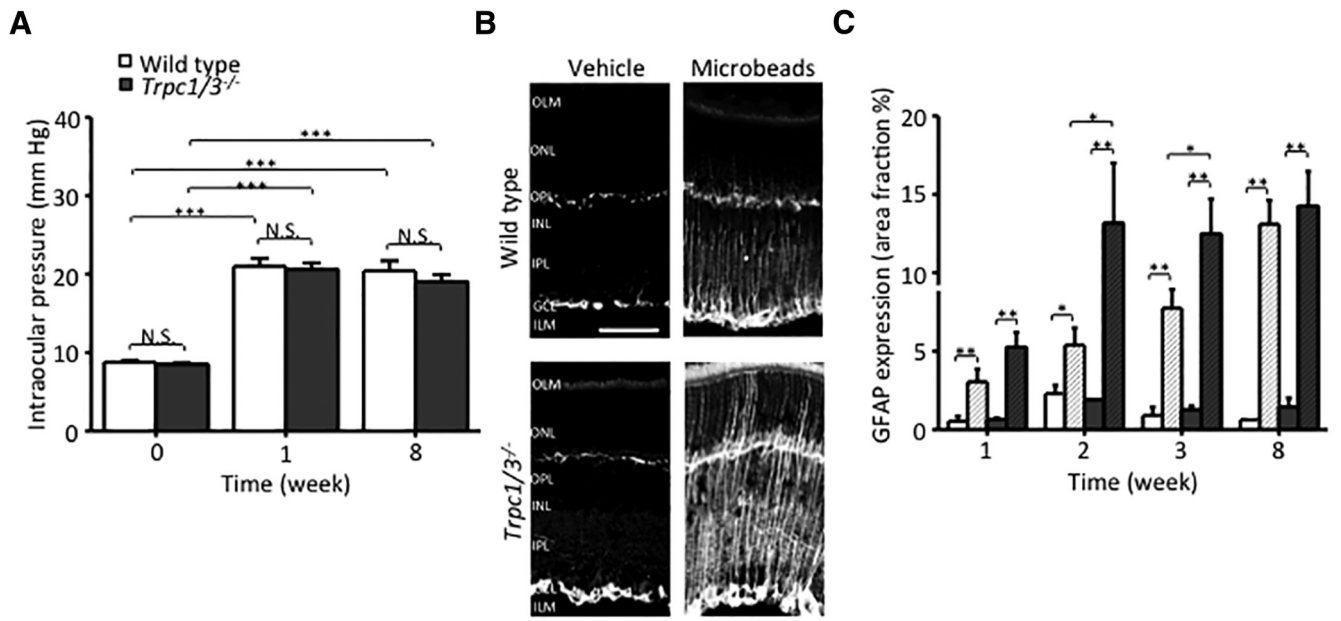 A
Wild type
Trpc1/3-/-
Intraocular pressure (mm Hg)
40
30
20
10
0
***
***
***
***
N.S.
N.S.
N.S.
0 1 8
Time (week)
B
Vehicle Microbeads
Wild type
OLM
ONL
OPL
INL
IPL
GCL
ILM
Trpc1/3-/-
OLM
ONL
OPL
INL
IPL
ILM
C
GFAP expression (area fraction %)
20
15
10
5
0
* *
** ** ** **
**
** ** *
1 2 3 8
Time (week)